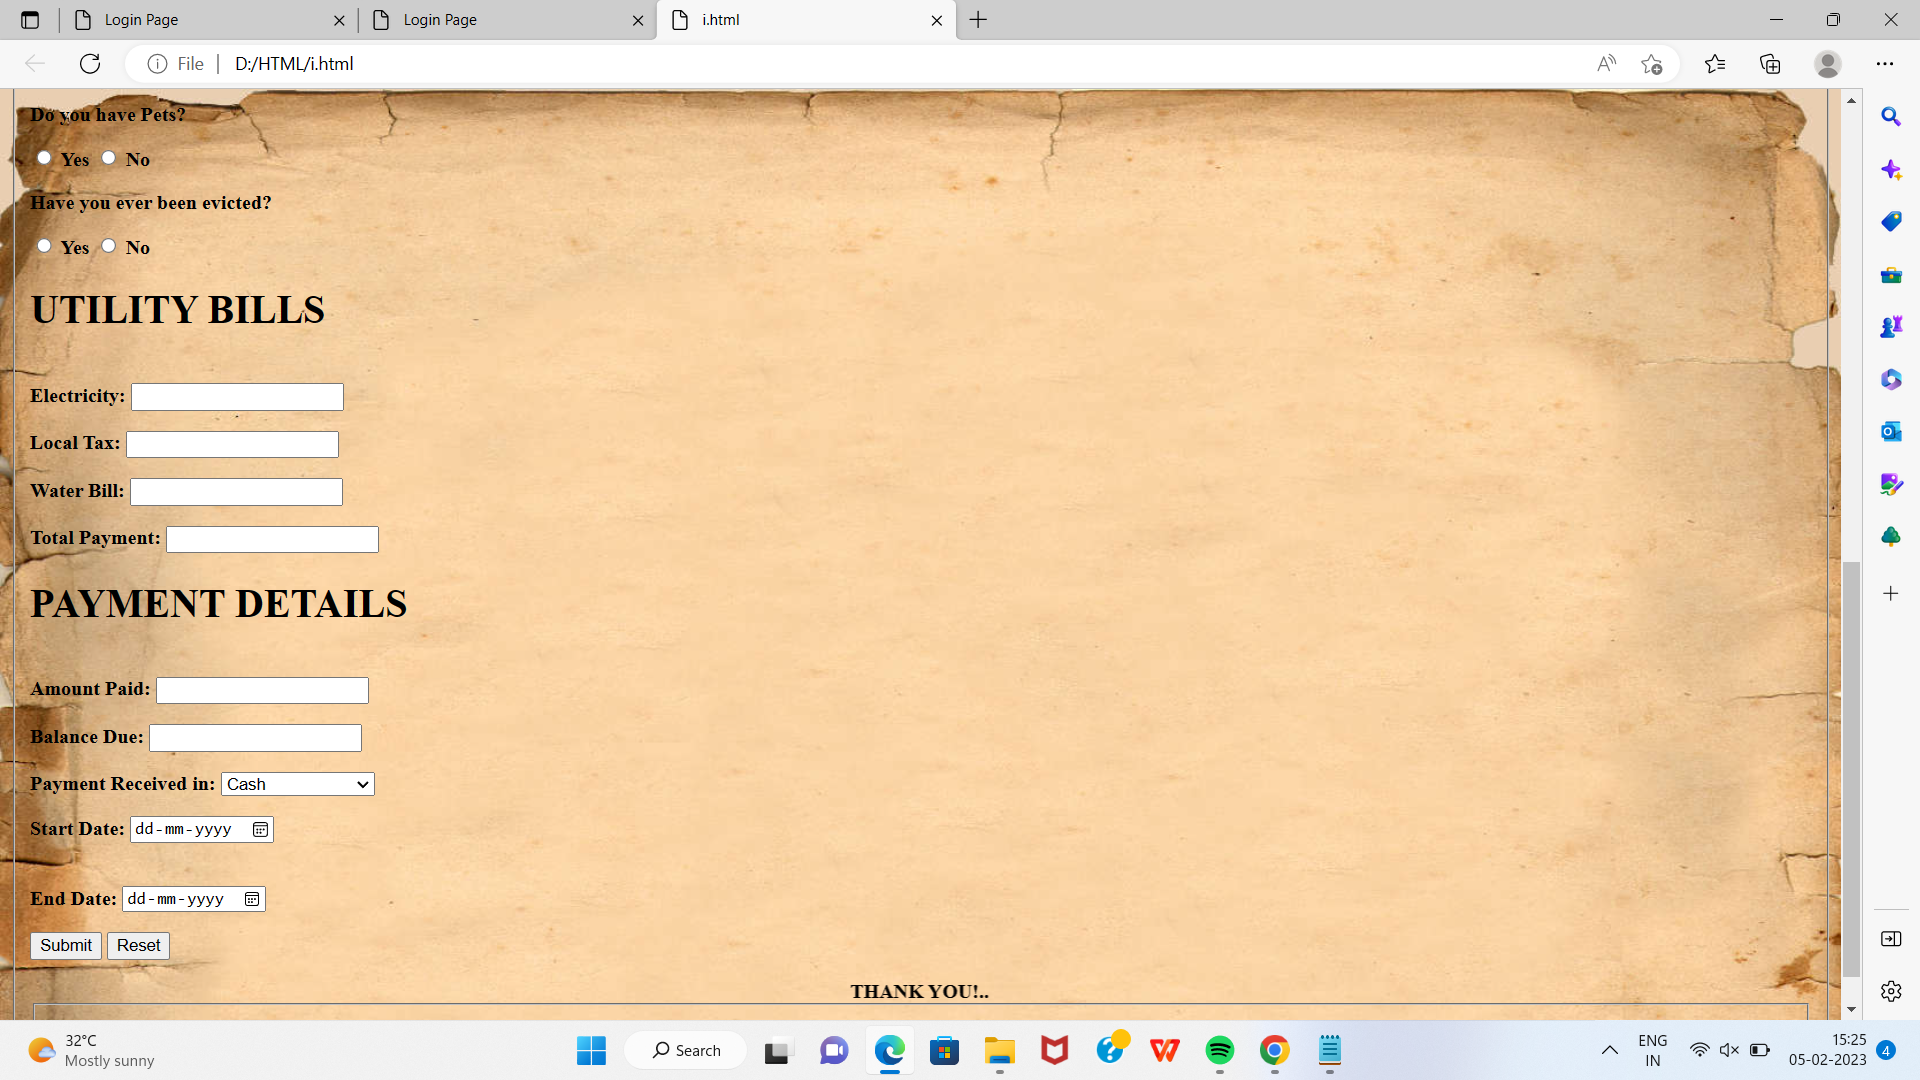 Login Page
Login Page
i.html
File
D:/HTML/i.html
Do you have Pets?
Yes No
Have you ever been evicted?
Yes No
UTILITY BILLS
Electricity:
Local Tax:
Water Bill:
Total Payment:
PAYMENT DETAILS
Amount Paid:
Balance Due:
Payment Received in: Cash
Start Date: dd-mm-yyyy
End Date: dd-mm-yyyy
Submit Reset
THANK YOU!..
32°C
Mostly sunny
Search
ENG
IN
15:25
05-02-2023
4